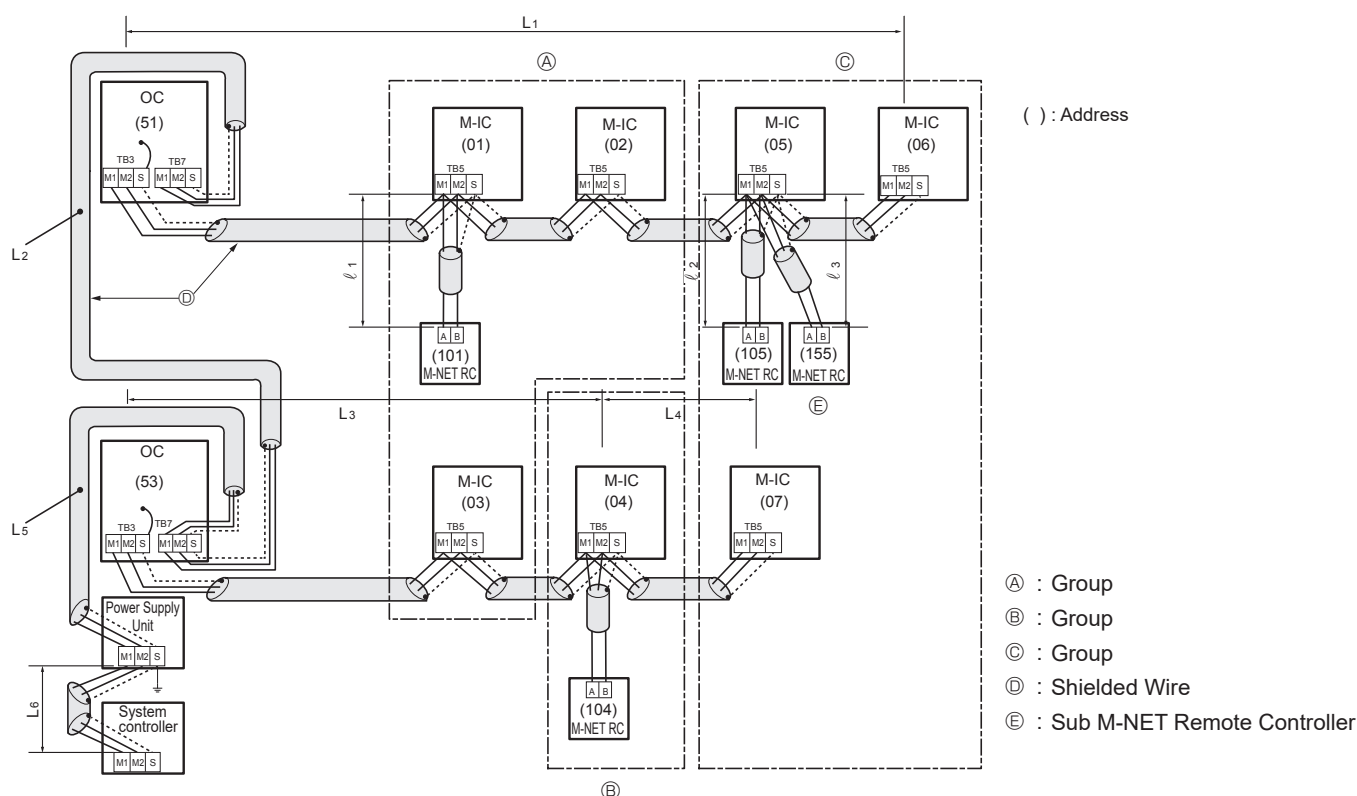 L1
Ⓐ
Ⓒ
OC
(51)
TB3 TB7
M1 M2 S M1 M2 S
M-IC
(01)
TB5
M1 M2 S
M-IC
(02)
TB5
M1 M2 S
M-IC
(05)
TB5
M1 M2 S
M-IC
(06)
TB5
M1 M2 S
( ) : Address
L2
Ⓓ
ℓ1
ℓ2
ℓ3
A B
(101)
M-NET RC
A B
(105)
M-NET RC
A B
(155)
M-NET RC
Ⓔ
L3
L4
OC
(53)
TB3 TB7
M1 M2 S M1 M2 S
M-IC
(03)
TB5
M1 M2 S
M-IC
(04)
TB5
M1 M2 S
M-IC
(07)
TB5
M1 M2 S
L5
Power Supply
Unit
M1 M2 S
L6
System
controller
M1 M2 S
A B
(104)
M-NET RC
Ⓑ
Ⓐ : Group
Ⓑ : Group
Ⓒ : Group
Ⓓ : Shielded Wire
Ⓔ : Sub M-NET Remote Controller